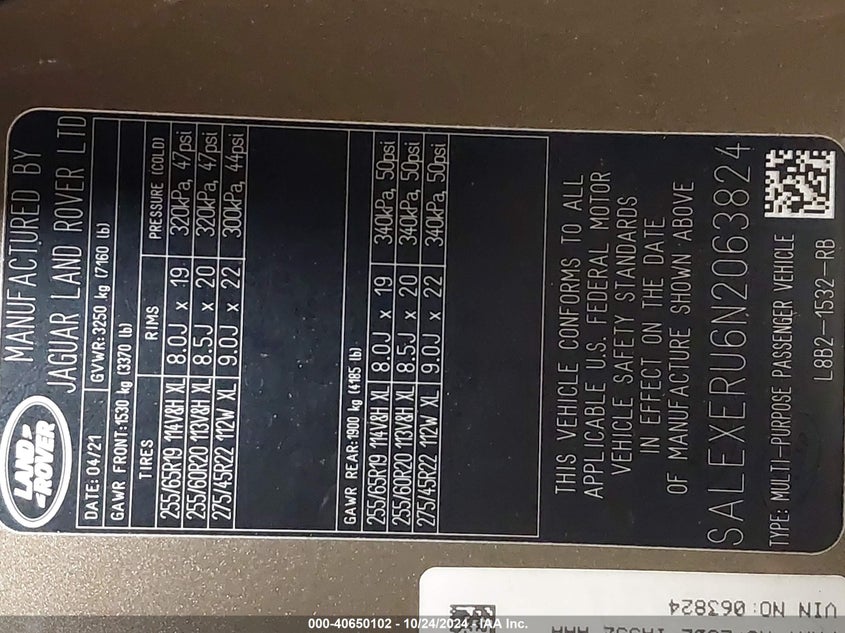 LAND ROVER
MANUFACTURED BY
JAGUAR LAND ROVER LTD
DATE: 04/21 GVWR:3250 kg (7160 lb)
GAWR FRONT:1530 kg (3370 lb)
TIRES RIMS PRESSURE (COLD)
255/65R19 114V&H XL 8.0J x 19 320kPa, 47psi
255/60R20 113V&H XL 8.5J x 20 320kPa, 47psi
275/45R22 112W XL 9.0J x 22 300kPa, 44psi
GAWR REAR:1900 kg (4185 lb)
255/65R19 114V&H XL 8.0J x 19 340kPa, 50psi
255/60R20 113V&H XL 8.5J x 20 340kPa, 50psi
275/45R22 112W XL 9.0J x 22 340kPa, 50psi
THIS VEHICLE CONFORMS TO ALL
APPLICABLE U.S. FEDERAL MOTOR
VEHICLE SAFETY STANDARDS
IN EFFECT ON THE DATE
OF MANUFACTURE SHOWN ABOVE
SALEXERU6N2063824
TYPE: MULTI-PURPOSE PASSENGER VEHICLE
L8B2-1532-RB
VIN NO: 063824
000-40650102 - 10/24/2024 - IAA Inc.